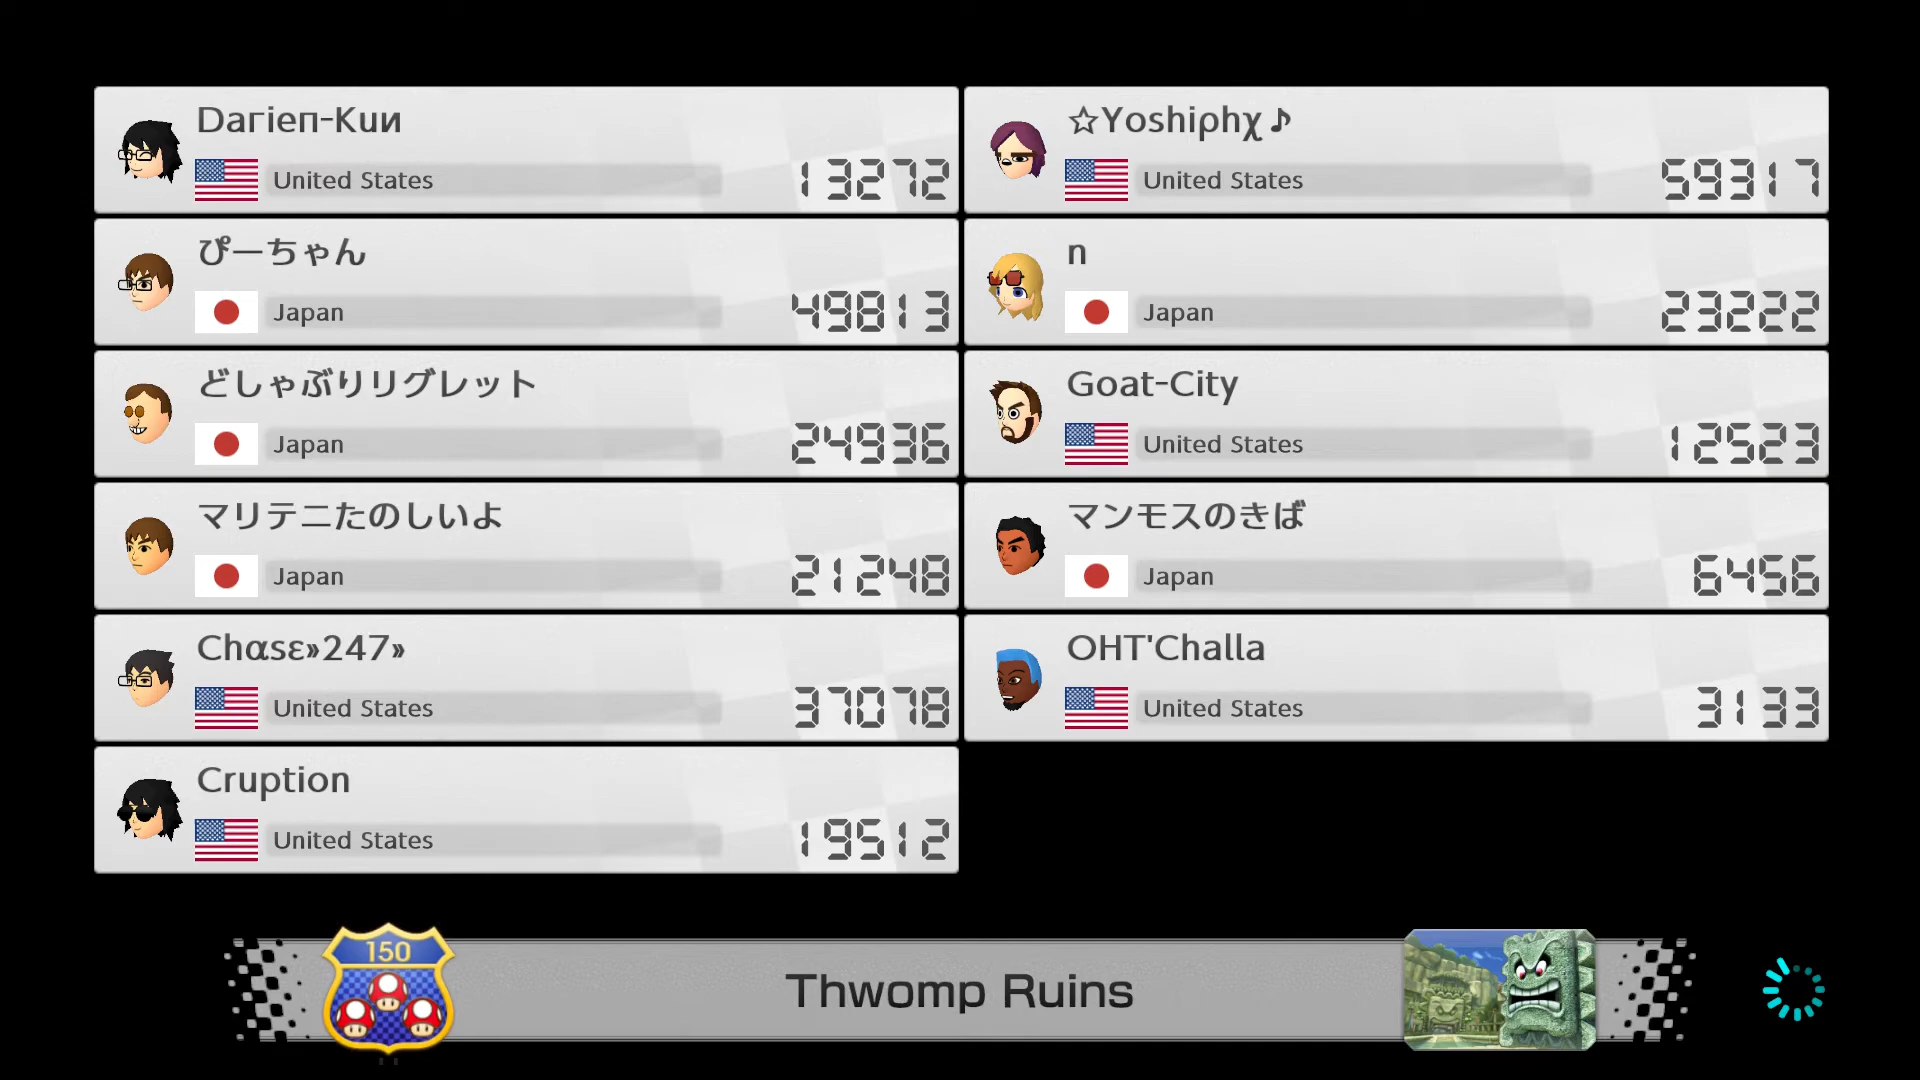 Daгieп-Kuи
United States
13272
☆Yoshiphχ♪
United States
59317
ぴーちゃん
Japan
49813
n
Japan
23222
どしゃぶりリグレット
Japan
24936
Goat-City
United States
12523
マリテニたのしいよ
Japan
21248
マンモスのきば
Japan
6456
Chαsε»247»
United States
37078
OHT'Challa
United States
3133
Cruption
United States
19512
150
Thwomp Ruins